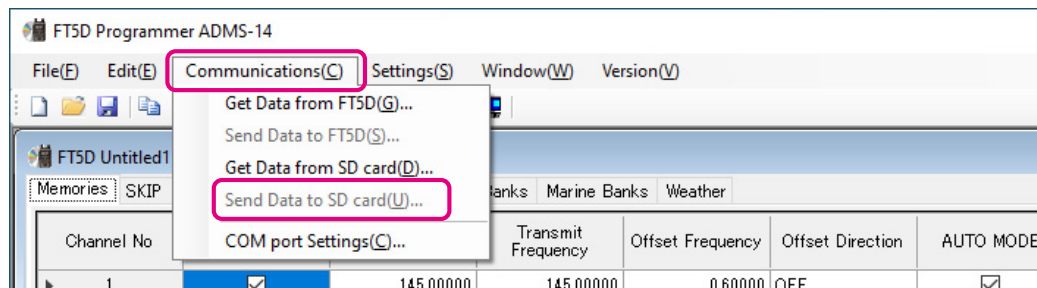 FT5D Programmer ADMS-14
File(F) Edit(E) Communications(C) Settings(S) Window(W) Version(V)
Get Data from FT5D(G)...
Send Data to FT5D(S)...
Get Data from SD card(D)...
Send Data to SD card(U)...
COM port Settings(C)...
FT5D Untitled1
Memories SKIP Banks Marine Banks Weather
Channel No Transmit Frequency Offset Frequency Offset Direction AUTO MODE
1 145.00000 145.00000 0.60000 OFF